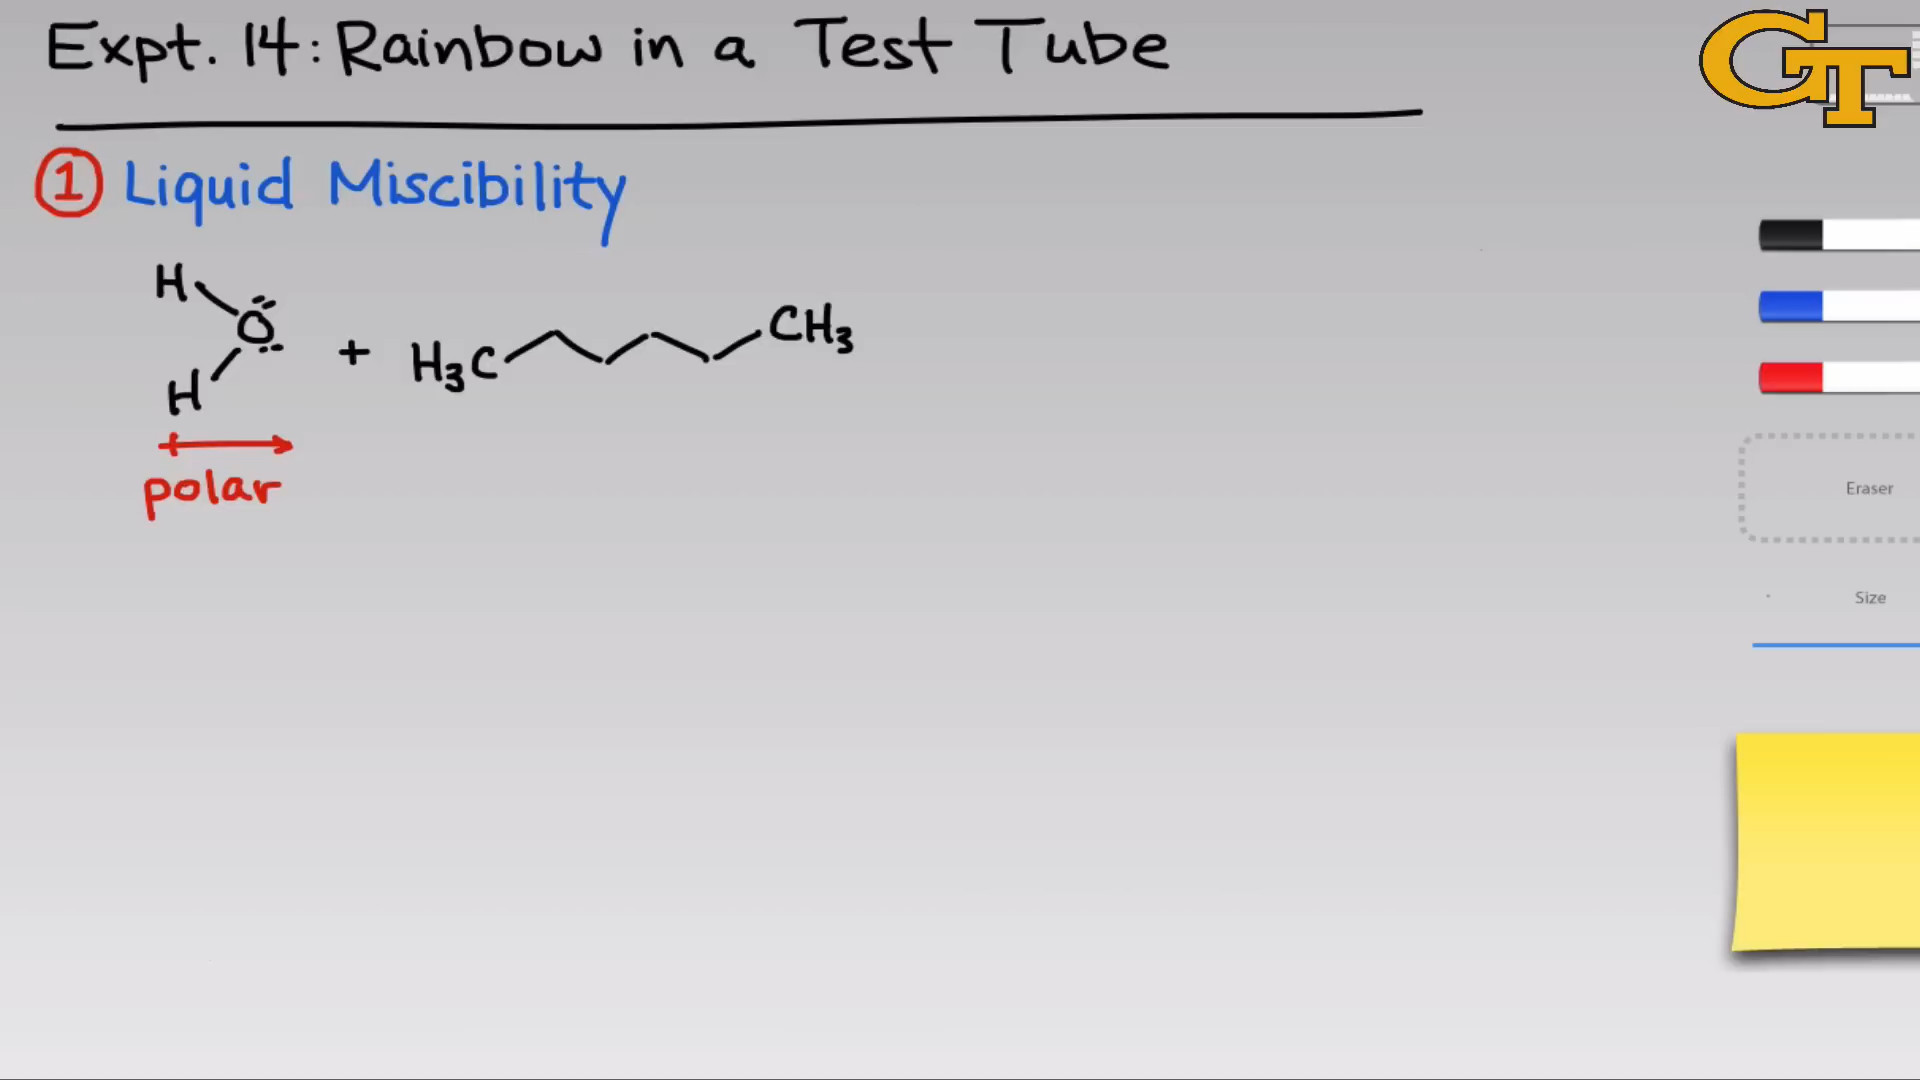 Expt. 14: Rainbow in a Test Tube
GT
① Liquid Miscibility
H
O
H
+ H₃C CH₃
polar
Eraser
Size